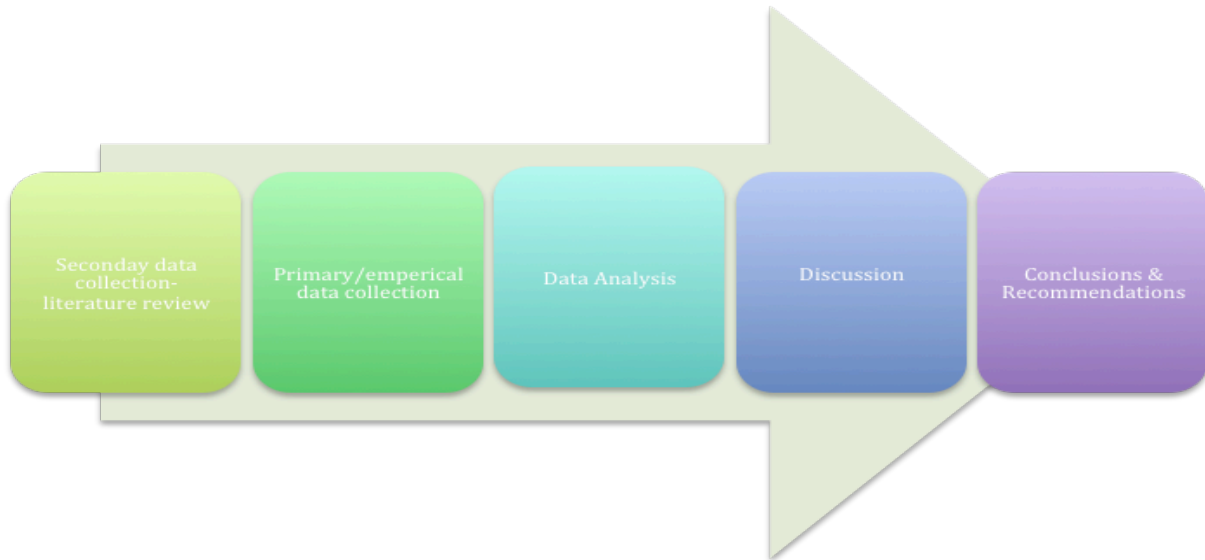 Seconday data
collection-
literature review
Primary/emperical
data collection
Data Analysis
Discussion
Conclusions &
Recommendations